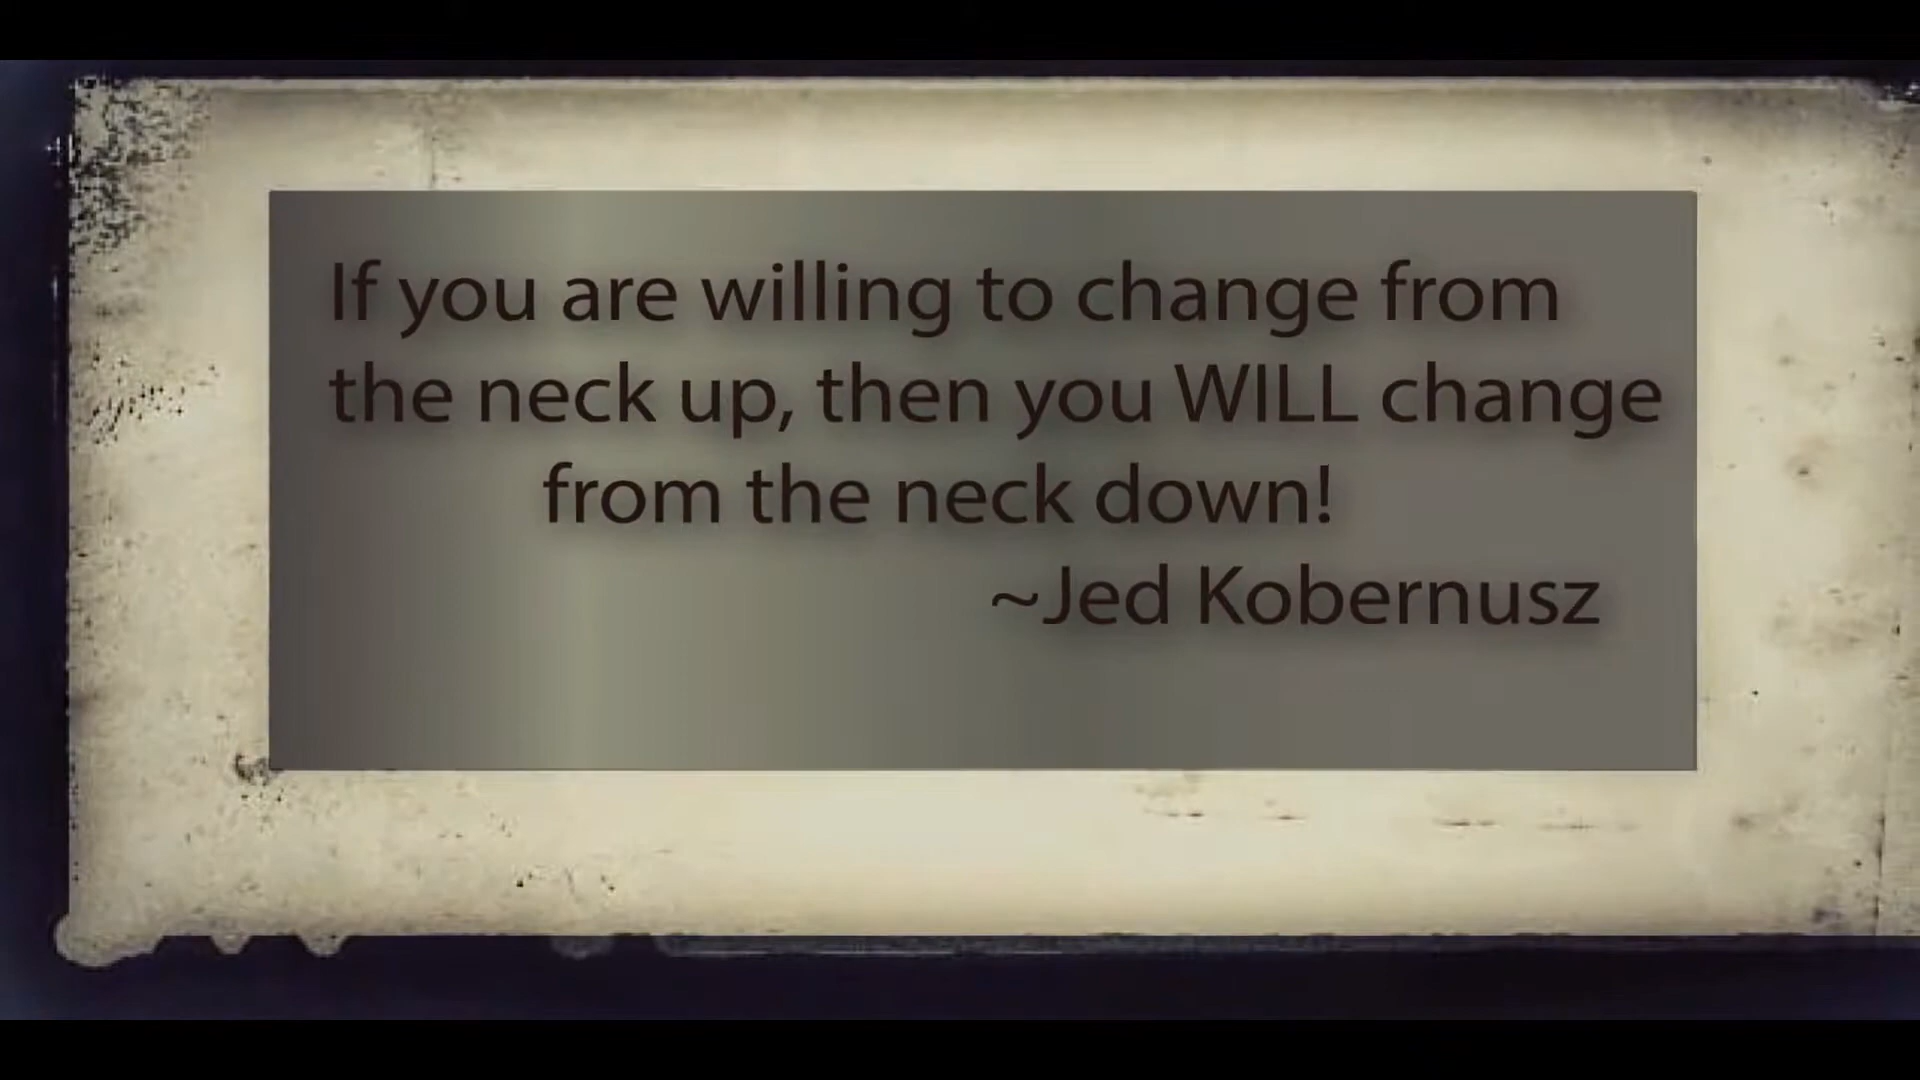 If you are willing to change from
the neck up, then you WILL change
from the neck down!
~Jed Kobernusz